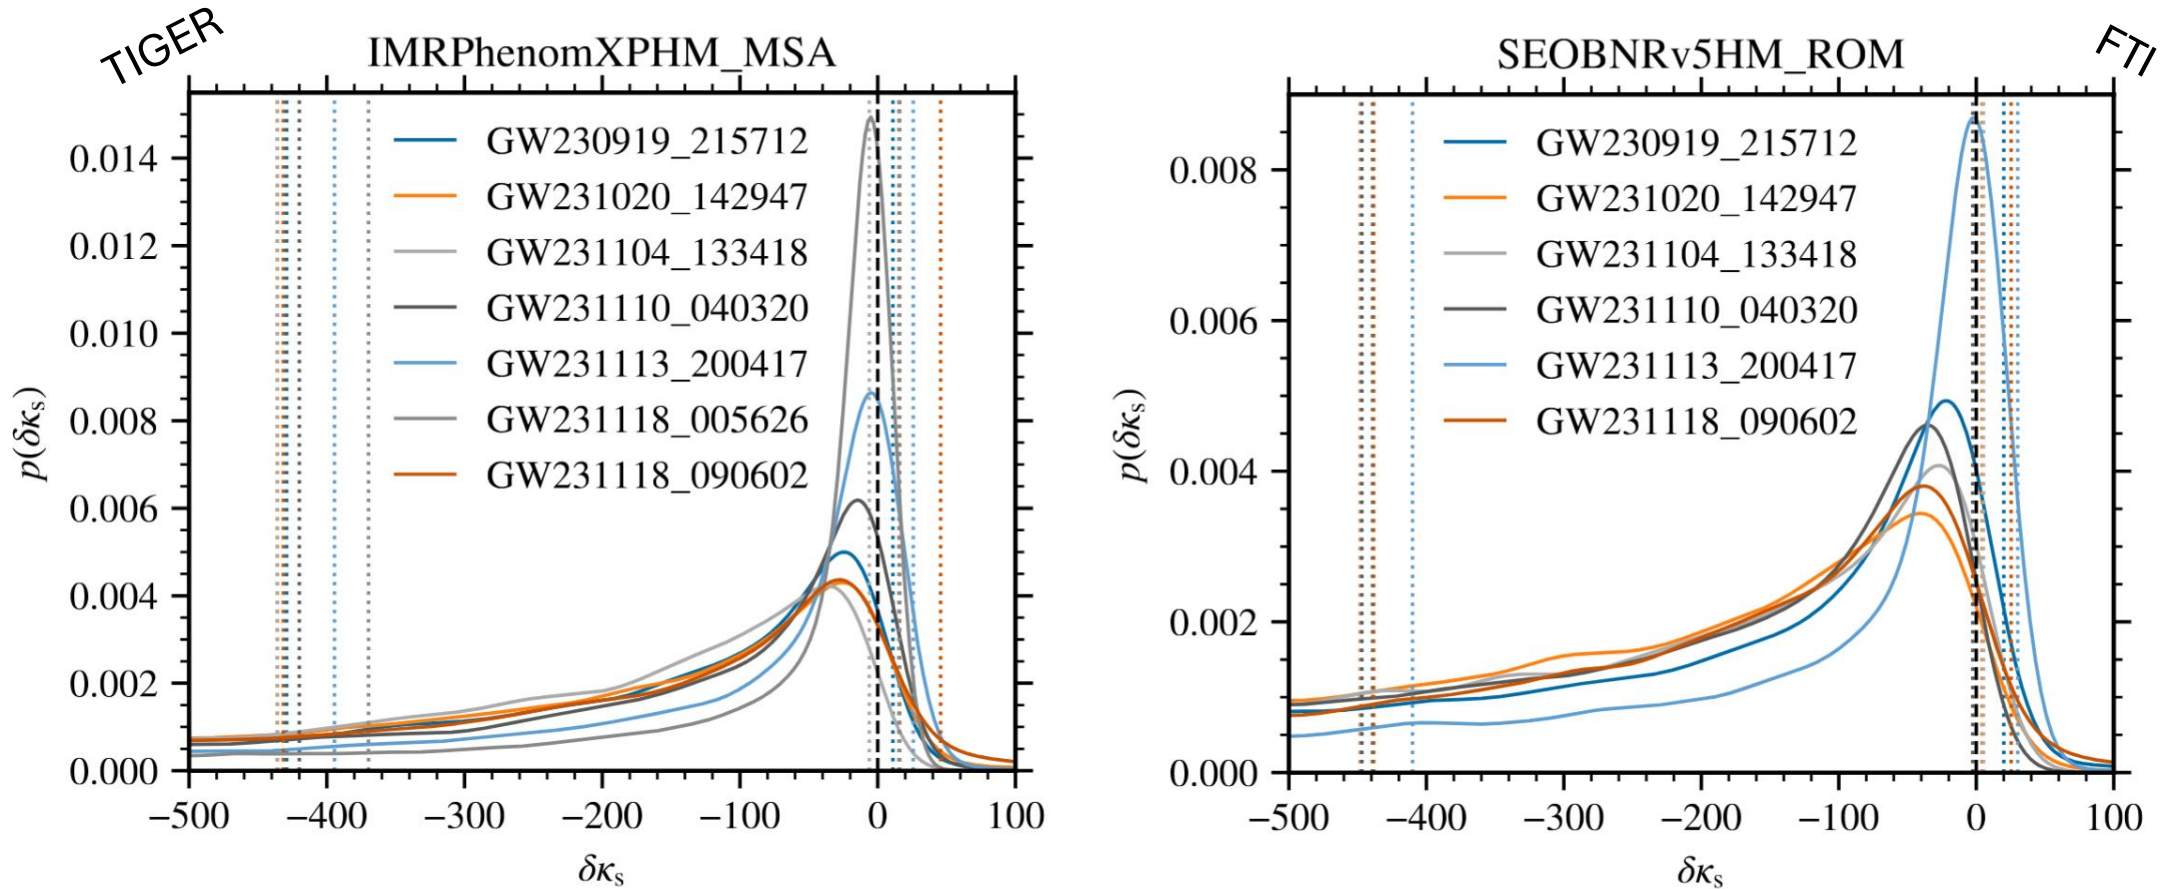 TIGER
IMRPhenomXPHM_MSA
GW230919_215712
GW231020_142947
GW231104_133418
GW231110_040320
GW231113_200417
GW231118_005626
GW231118_090602
0.014
0.012
0.010
0.008
0.006
0.004
0.002
0.000
p(δκs)
−500 −400 −300 −200 −100 0 100
δκs
FTI
SEOBNRv5HM_ROM
GW230919_215712
GW231020_142947
GW231104_133418
GW231110_040320
GW231113_200417
GW231118_090602
0.008
0.006
0.004
0.002
0.000
p(δκs)
−500 −400 −300 −200 −100 0 100
δκs